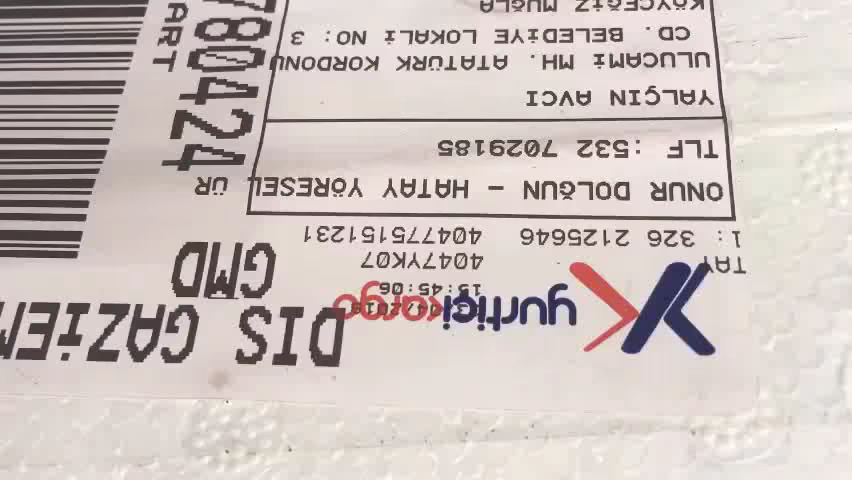 yurtiçi kargo
DIS GAZİEM
15:45:06
TAY 4047YK07
GMD
1: 326 2125646 404775151231
ONUR DOLĞUN - HATAY YÖRESEL ÜR
TLF :532 7029185
YALÇIN AVCI
ULUCAMİ MH. ATATÜRK KORDONU
CD. BELEDİYE LOKALİ NO: 3
KÖYCEĞİZ MUĞLA
780424
ART